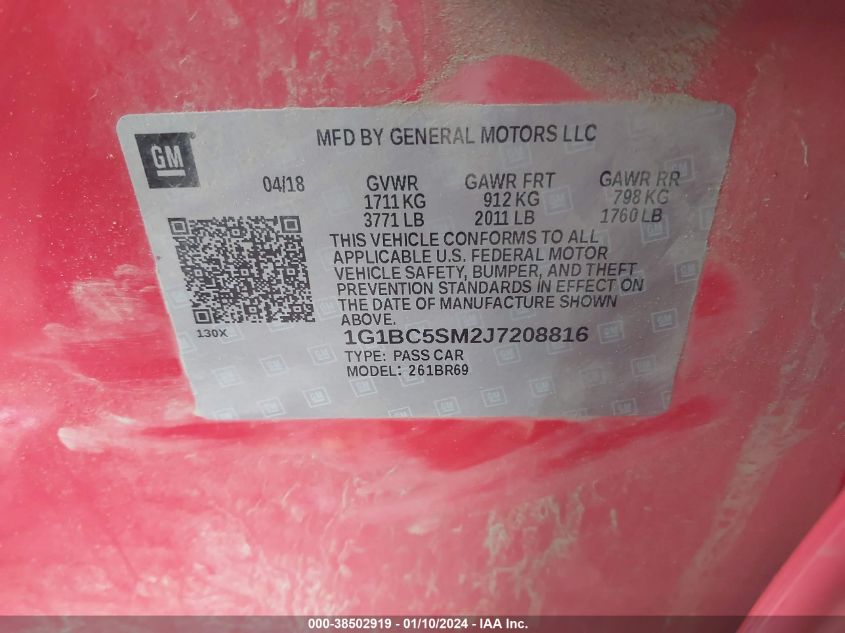 GM
MFD BY GENERAL MOTORS LLC
04/18 GVWR GAWR FRT GAWR RR
1711 KG 912 KG 798 KG
3771 LB 2011 LB 1760 LB
THIS VEHICLE CONFORMS TO ALL
APPLICABLE U.S. FEDERAL MOTOR
VEHICLE SAFETY, BUMPER, AND THEFT
PREVENTION STANDARDS IN EFFECT ON
THE DATE OF MANUFACTURE SHOWN
ABOVE.
130X
1G1BC5SM2J7208816
TYPE: PASS CAR
MODEL: 261BR69
000-38502919 - 01/10/2024 - IAA Inc.